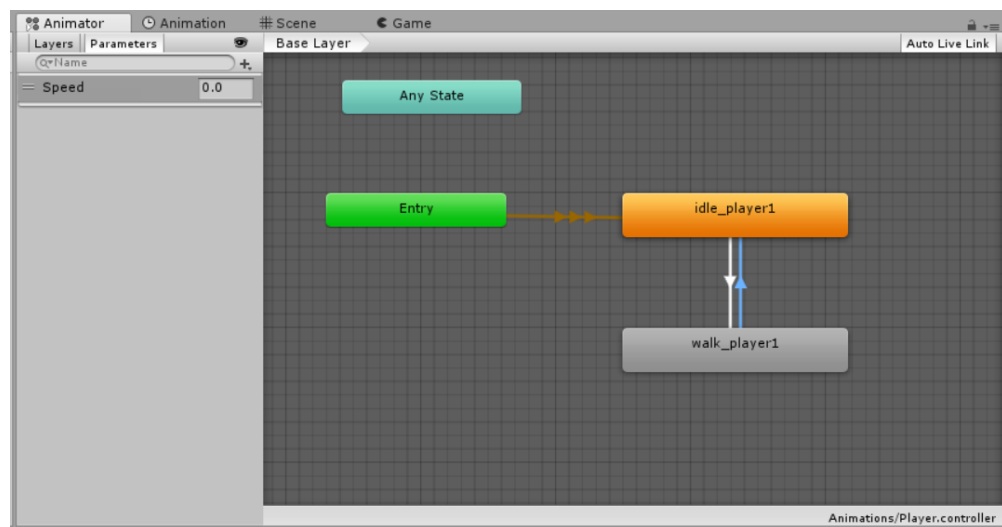 Animator
Animation
Scene
Game
Layers
Parameters
Base Layer
Auto Live Link
Name
Speed
0.0
Any State
Entry
idle_player1
walk_player1
Animations/Player.controller